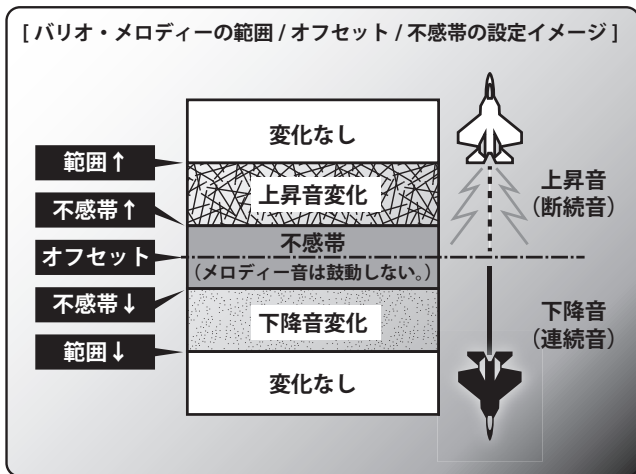 [ バリオ・メロディーの範囲 / オフセット / 不感帯の設定イメージ ]
変化なし
範囲↑
上昇音変化
不感帯↑
不感帯
オフセット
(メロディー音は鼓動しない。)
不感帯↓
下降音変化
範囲↓
変化なし
上昇音
(断続音)
下降音
(連続音)